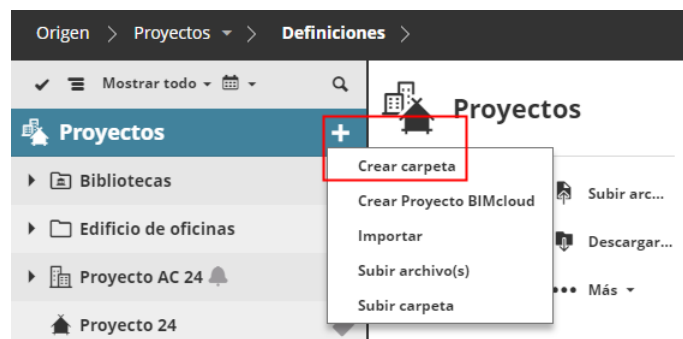 Origen > Proyectos > Definiciones >
Mostrar todo
Proyectos
Proyectos +
Crear carpeta
Bibliotecas
Crear Proyecto BIMcloud
Subir arc...
Edificio de oficinas
Importar
Descargar...
Proyecto AC 24
Subir archivo(s)
Más
Subir carpeta
Proyecto 24